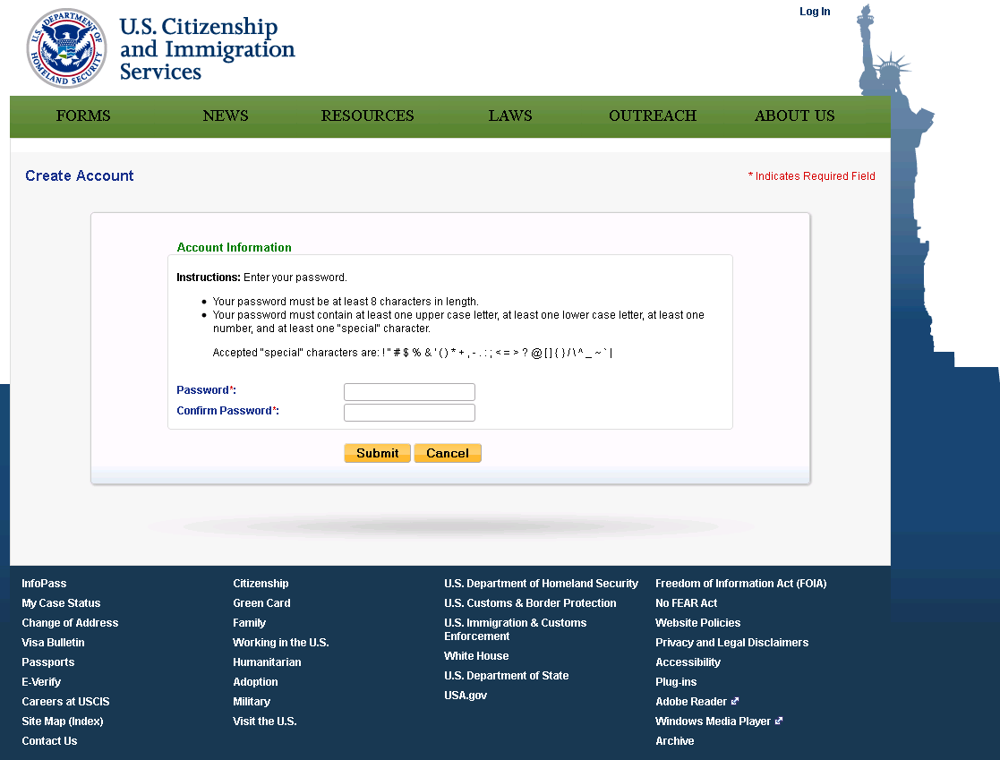 U.S. DEPARTMENT OF HOMELAND SECURITY
U.S. Citizenship
and Immigration
Services
Log In
FORMS NEWS RESOURCES LAWS OUTREACH ABOUT US
Create Account
* Indicates Required Field
Account Information
Instructions: Enter your password.
• Your password must be at least 8 characters in length.
• Your password must contain at least one upper case letter, at least one lower case letter, at least one
number, and at least one "special" character.
Accepted "special" characters are: ! " # $ % & ' ( ) * + , - . : ; < = > ? @ [ ] { } / \ ^ _ ~ ` |
Password*:
Confirm Password*:
Submit Cancel
InfoPass
My Case Status
Change of Address
Visa Bulletin
Passports
E-Verify
Careers at USCIS
Site Map (Index)
Contact Us
Citizenship
Green Card
Family
Working in the U.S.
Humanitarian
Adoption
Military
Visit the U.S.
U.S. Department of Homeland Security
U.S. Customs & Border Protection
U.S. Immigration & Customs
Enforcement
White House
U.S. Department of State
USA.gov
Freedom of Information Act (FOIA)
No FEAR Act
Website Policies
Privacy and Legal Disclaimers
Accessibility
Plug-ins
Adobe Reader
Windows Media Player
Archive